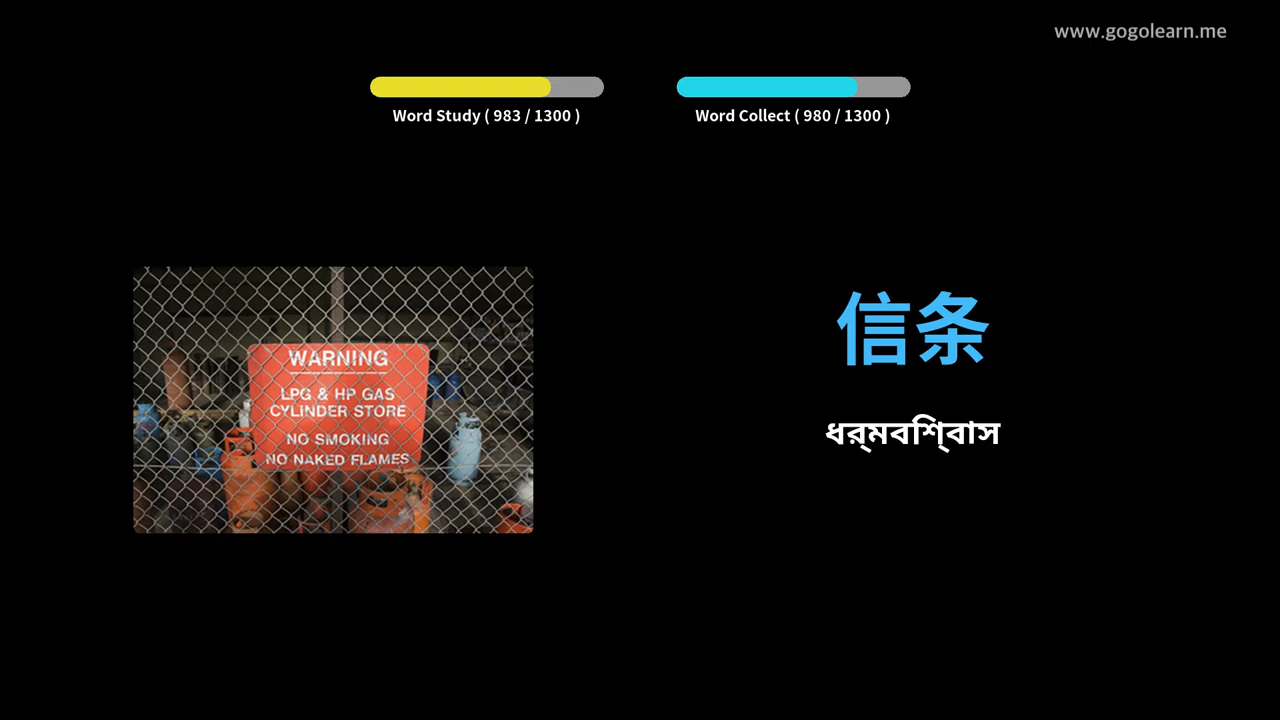 www.gogolearn.me
Word Study ( 983 / 1300 )
Word Collect ( 980 / 1300 )
WARNING
LPG & HP GAS
CYLINDER STORE
NO SMOKING
NO NAKED FLAMES
信条
ধর্মবিশ্বাস